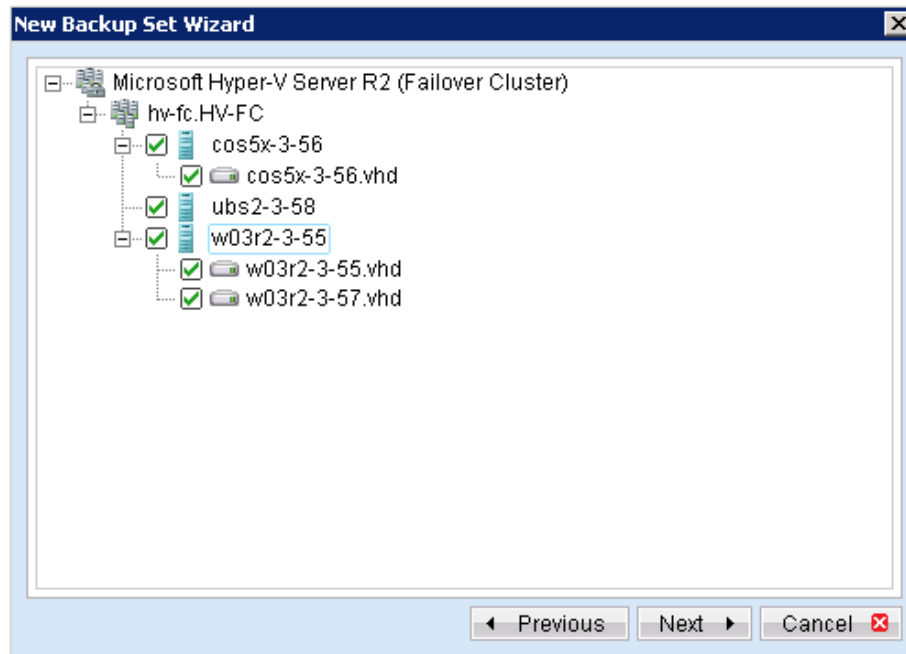 New Backup Set Wizard
Microsoft Hyper-V Server R2 (Failover Cluster)
hv-fc.HV-FC
cos5x-3-56
cos5x-3-56.vhd
ubs2-3-58
w03r2-3-55
w03r2-3-55.vhd
w03r2-3-57.vhd
Previous Next Cancel